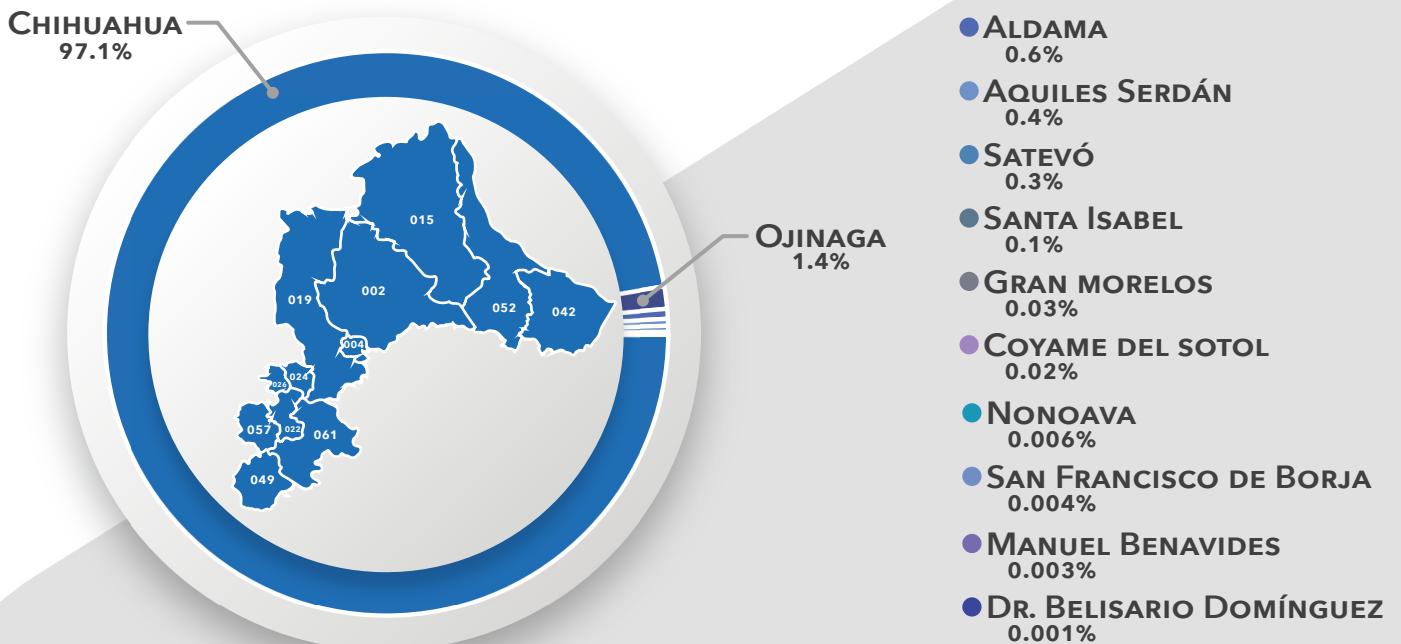 CHIHUAHUA
97.1%
015
002
019
052
042
004
024
026
057
022
061
049
OJINAGA
1.4%
ALDAMA
0.6%
AQUILES SERDÁN
0.4%
SATEVÓ
0.3%
SANTA ISABEL
0.1%
GRAN MORELOS
0.03%
COYAME DEL SOTOL
0.02%
NONOAVA
0.006%
SAN FRANCISCO DE BORJA
0.004%
MANUEL BENAVIDES
0.003%
DR. BELISARIO DOMÍNGUEZ
0.001%